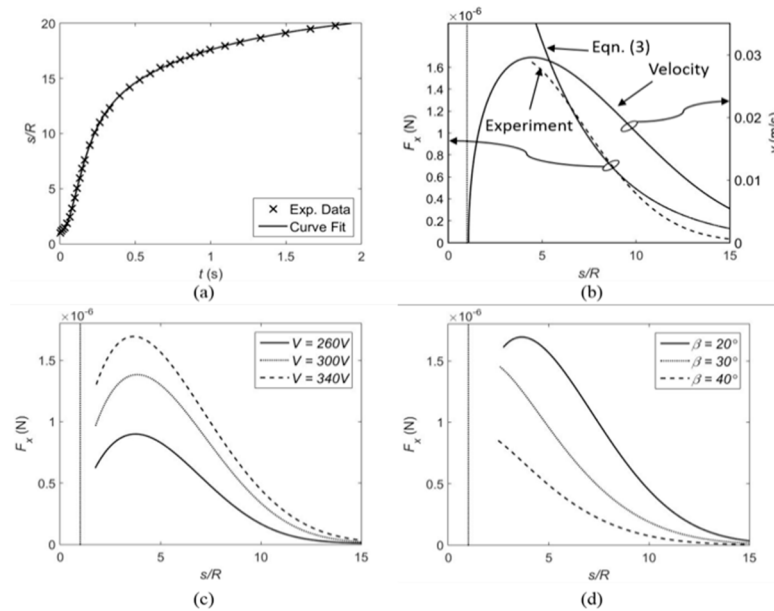 20
15
10
5
0
s/R
× Exp. Data
Curve Fit
0 0.5 1 1.5 2
t (s)
(a)
×10⁻⁶
1.6
1.4
1.2
1
0.8
0.6
0.4
0.2
0
Fₓ (N)
Eqn. (3)
Velocity
Experiment
0.03
0.02
0.01
0
v (m/s)
5 10 15
s/R
(b)
×10⁻⁶
1.5
1
0.5
0
Fₓ (N)
V = 260V
V = 300V
V = 340V
0 5 10 15
s/R
(c)
×10⁻⁶
1.5
1
0.5
0
Fₓ (N)
β = 20°
β = 30°
β = 40°
0 5 10 15
s/R
(d)